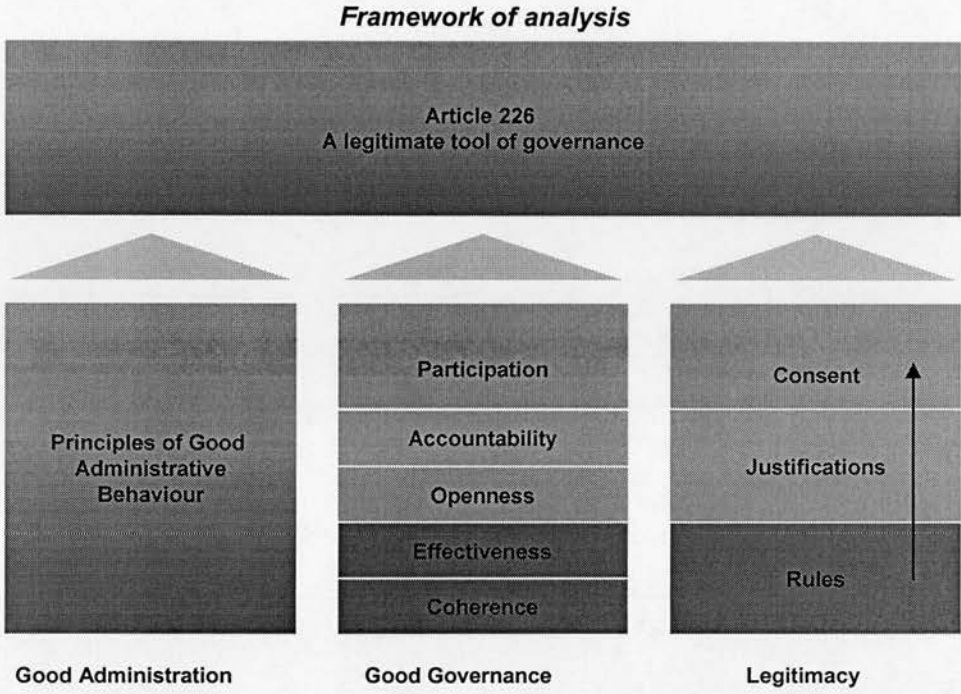 Framework of analysis
Article 226
A legitimate tool of governance
Principles of Good
Administrative
Behaviour
Participation
Accountability
Openness
Effectiveness
Coherence
Consent
Justifications
Rules
Good Administration
Good Governance
Legitimacy